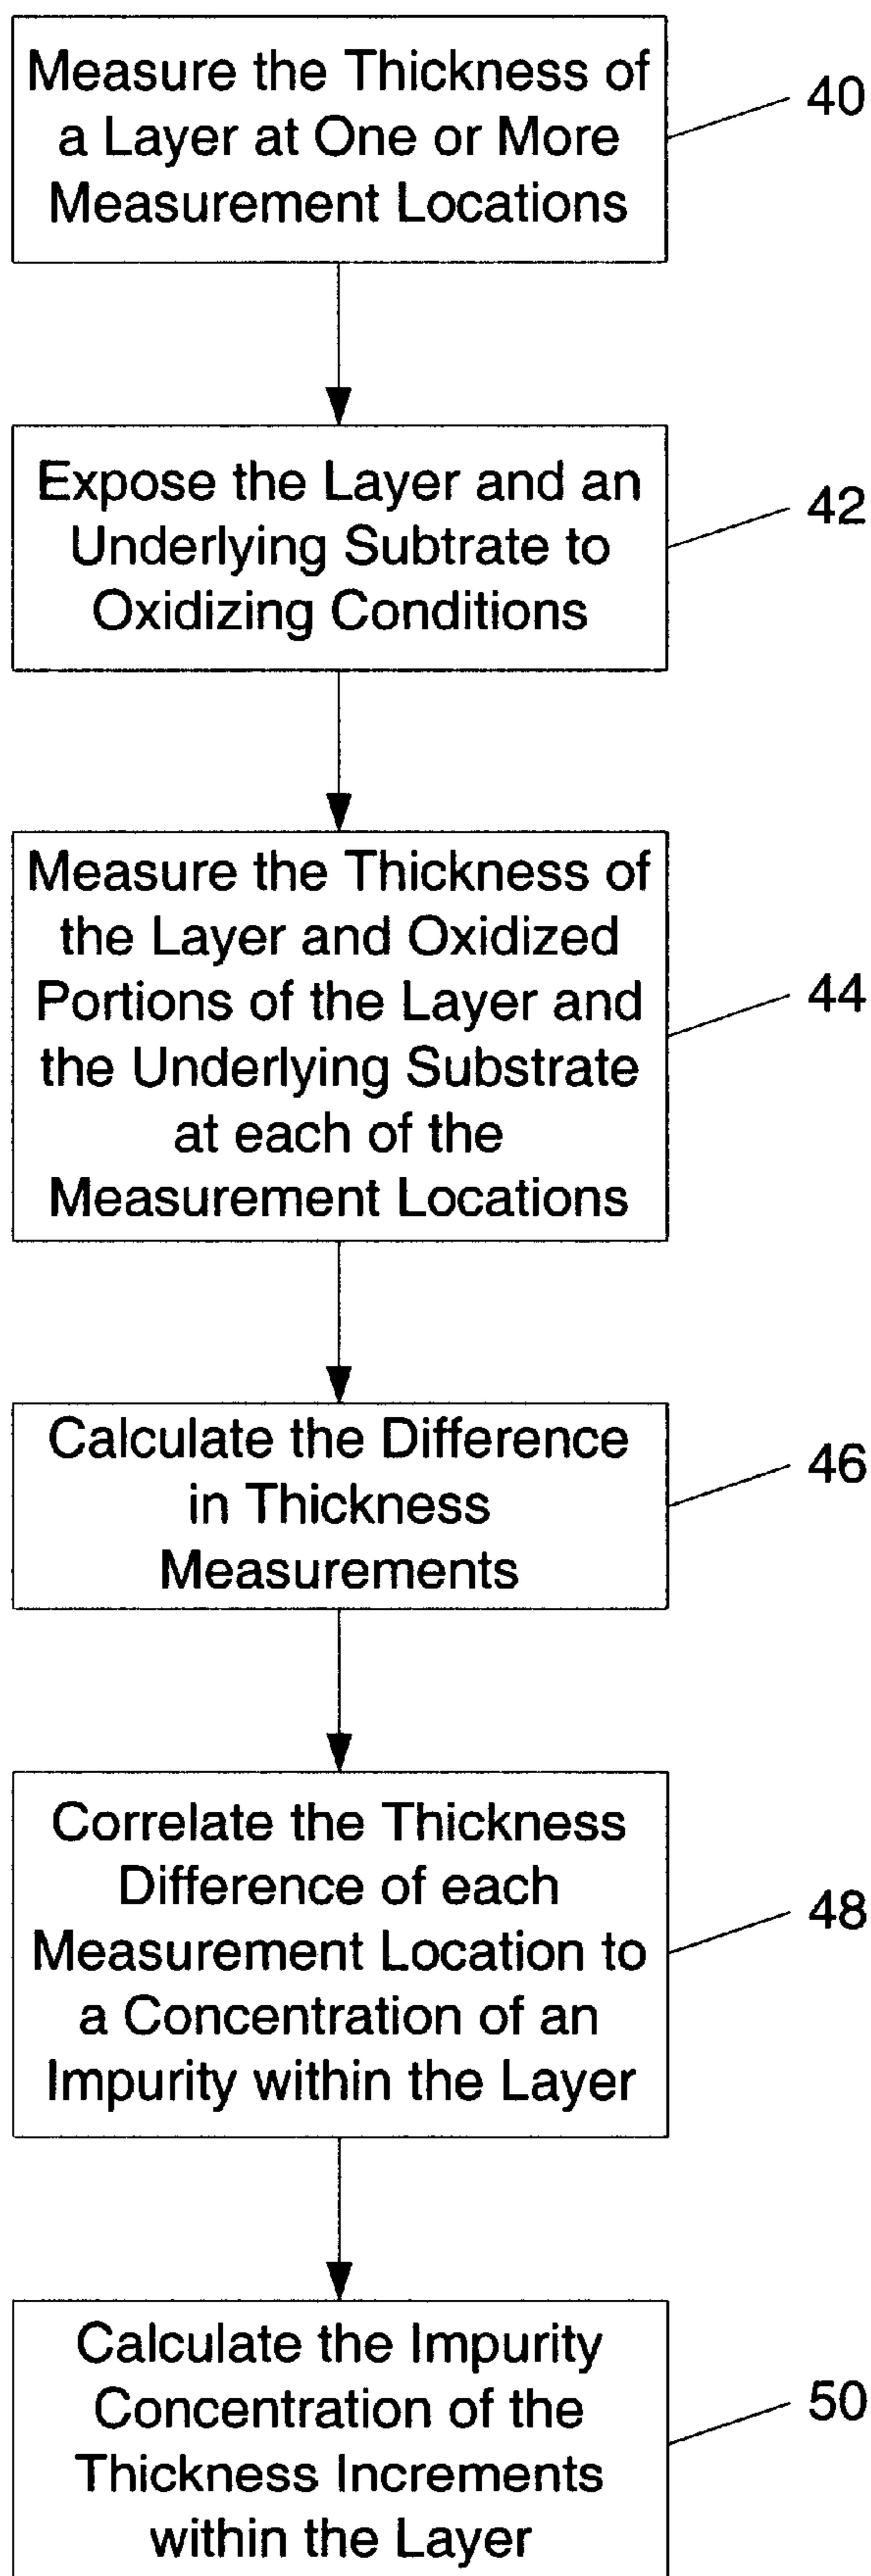 Measure the Thickness of
a Layer at One or More
Measurement Locations
40
Expose the Layer and an
Underlying Subtrate to
Oxidizing Conditions
42
Measure the Thickness of
the Layer and Oxidized
Portions of the Layer and
the Underlying Substrate
at each of the
Measurement Locations
44
Calculate the Difference
in Thickness
Measurements
46
Correlate the Thickness
Difference of each
Measurement Location to
a Concentration of an
Impurity within the Layer
48
Calculate the Impurity
Concentration of the
Thickness Increments
within the Layer
50